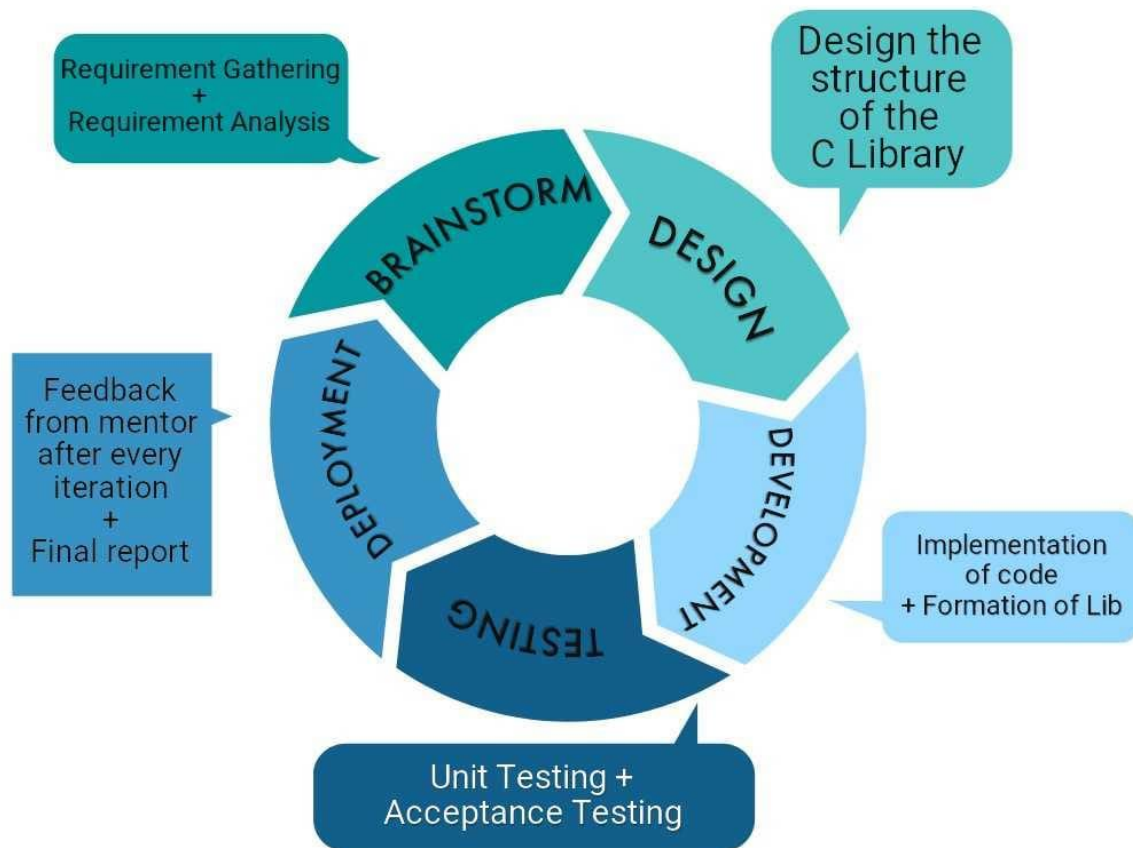 Requirement Gathering
+
Requirement Analysis
BRAINSTORM
Design the
structure
of the
C Library
DESIGN
DEVELOPMENT
Implementation
of code
+ Formation of Lib
TESTING
Unit Testing +
Acceptance Testing
DEPLOYMENT
Feedback
from mentor
after every
iteration
+
Final report